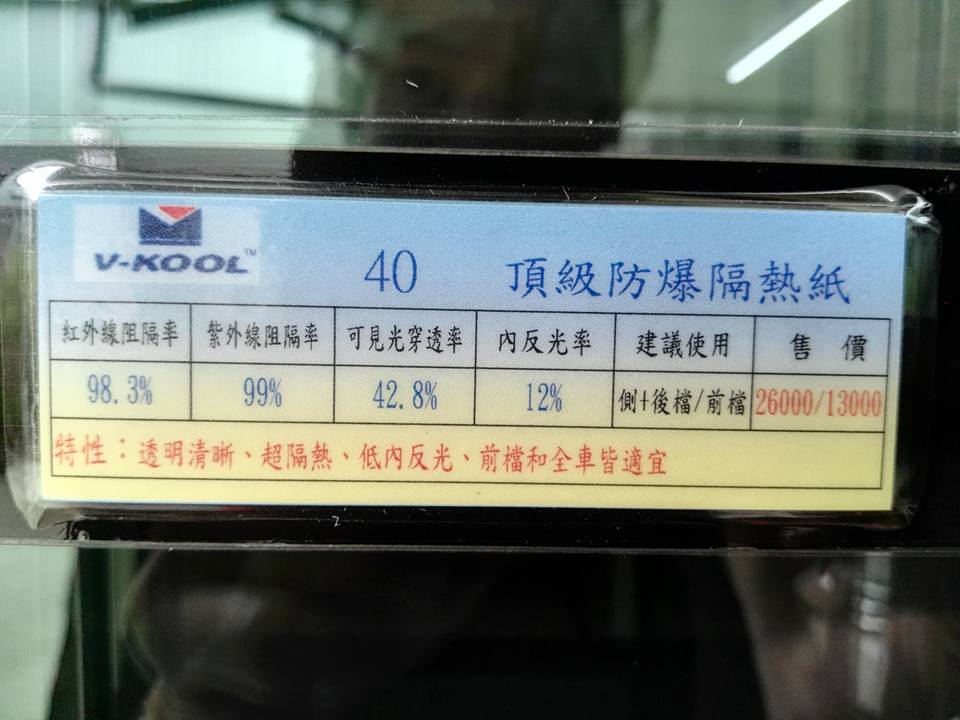 V-KOOL™
40 頂級防爆隔熱紙
紅外線阻隔率 紫外線阻隔率 可見光穿透率 內反光率 建議使用 售 價
98.3% 99% 42.8% 12% 側+後檔/前檔 26000/13000
特性：透明清晰、超隔熱、低內反光、前檔和全車皆適宜